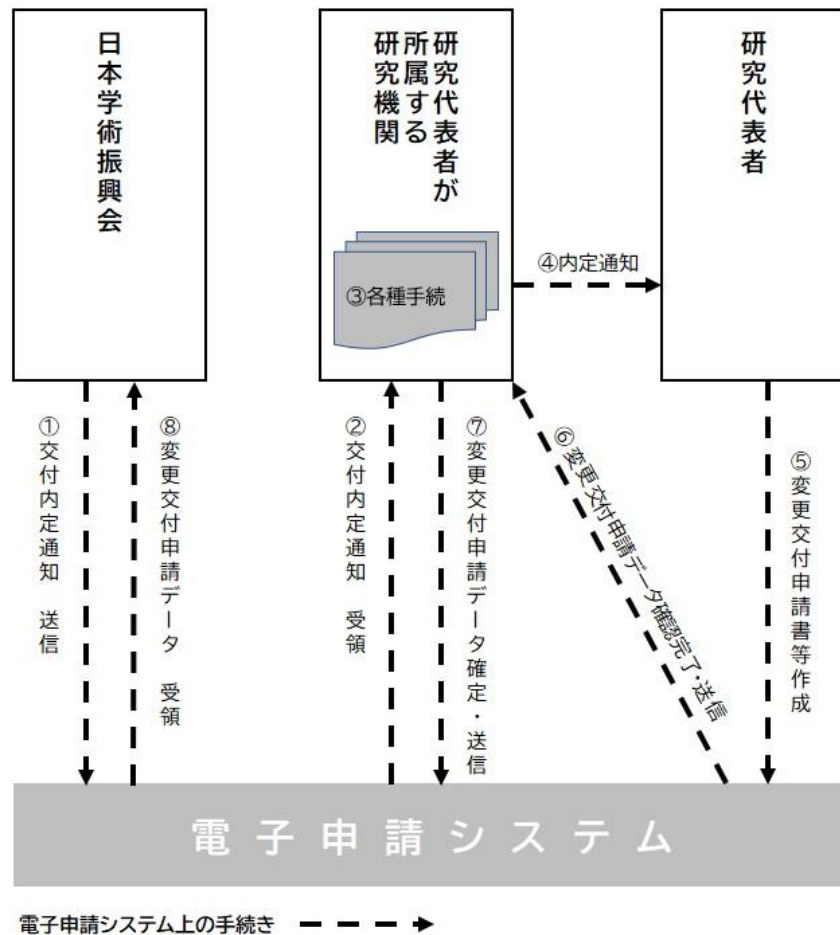 日本学術振興会
研究代表者が
所属する
研究機関
研究代表者
③各種手続
④内定通知
①交付内定通知　送信
⑧変更交付申請データ　受領
②交付内定通知　受領
⑦変更交付申請データ確定・送信
⑥変更交付申請データ確認完了・送信
⑤変更交付申請書等作成
電子申請システム
電子申請システム上の手続き